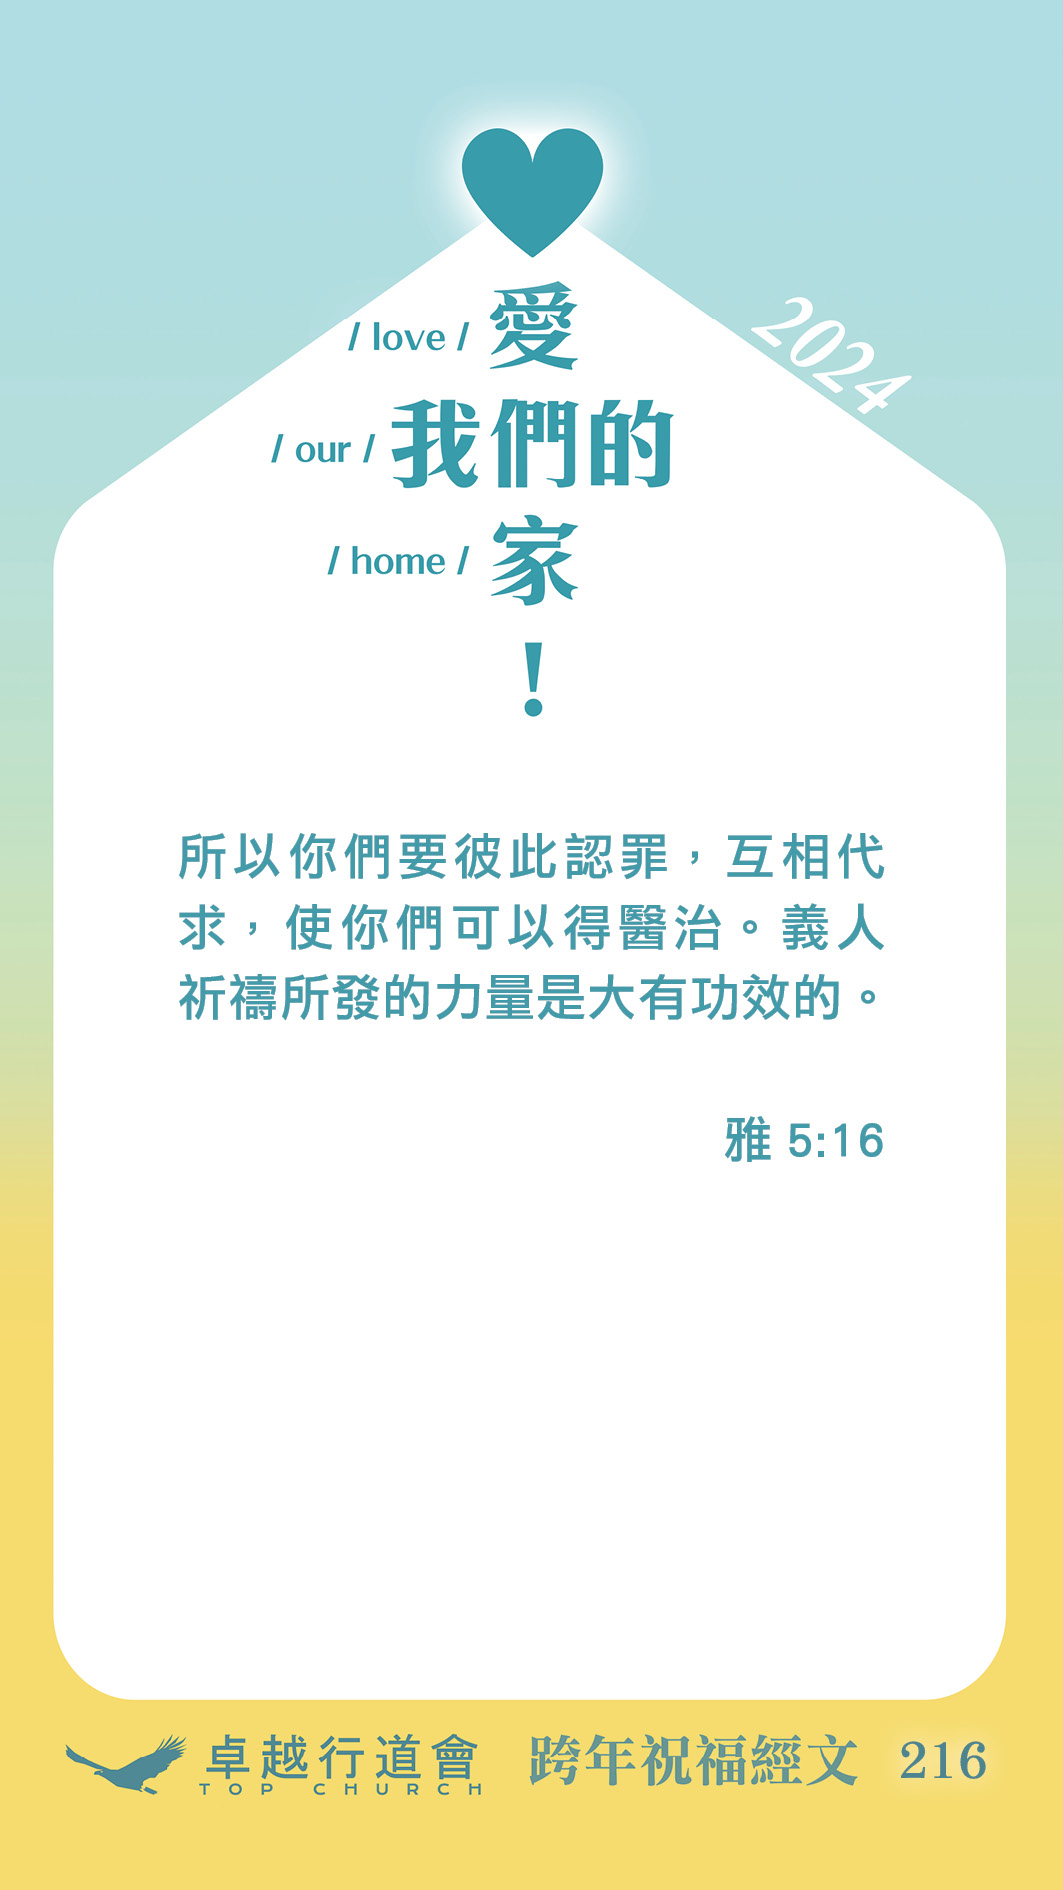 / love / 愛
2024
/ our / 我們的
/ home / 家
！
所以你們要彼此認罪，互相代
求，使你們可以得醫治。義人
祈禱所發的力量是大有功效的。
雅 5:16
卓越行道會
TOP CHURCH
跨年祝福經文 216